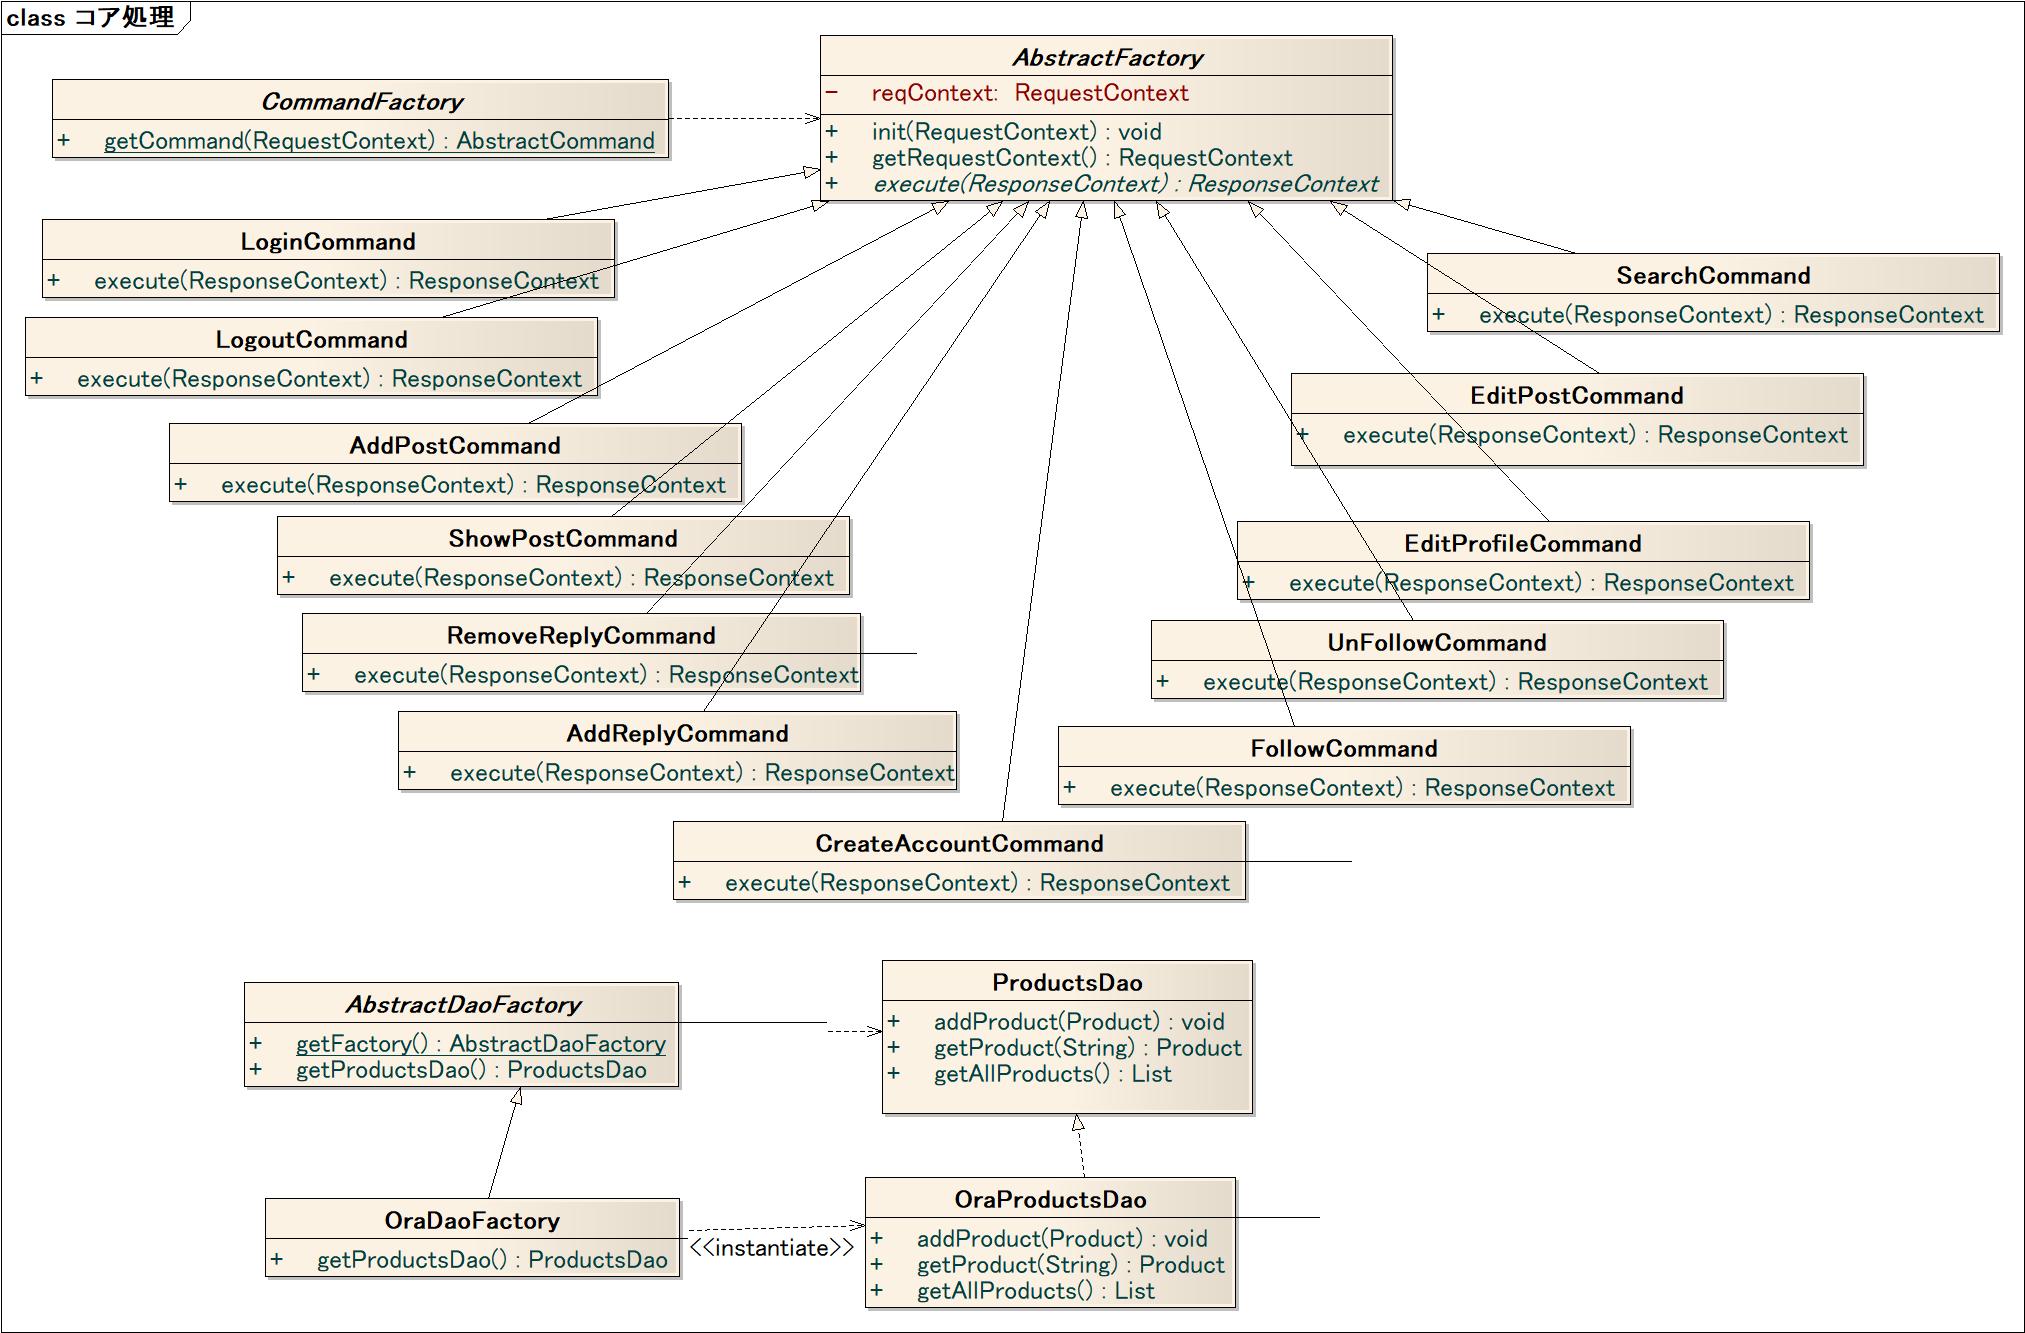 class コア処理
AbstractFactory
- reqContext: RequestContext
+ init(RequestContext) : void
+ getRequestContext() : RequestContext
+ execute(ResponseContext) : ResponseContext
CommandFactory
+ getCommand(RequestContext) : AbstractCommand
LoginCommand
+ execute(ResponseContext) : ResponseContext
LogoutCommand
+ execute(ResponseContext) : ResponseContext
AddPostCommand
+ execute(ResponseContext) : ResponseContext
ShowPostCommand
+ execute(ResponseContext) : ResponseContext
RemoveReplyCommand
+ execute(ResponseContext) : ResponseContext
AddReplyCommand
+ execute(ResponseContext) : ResponseContext
CreateAccountCommand
+ execute(ResponseContext) : ResponseContext
SearchCommand
+ execute(ResponseContext) : ResponseContext
EditPostCommand
+ execute(ResponseContext) : ResponseContext
EditProfileCommand
+ execute(ResponseContext) : ResponseContext
UnFollowCommand
+ execute(ResponseContext) : ResponseContext
FollowCommand
+ execute(ResponseContext) : ResponseContext
AbstractDaoFactory
+ getFactory() : AbstractDaoFactory
+ getProductsDao() : ProductsDao
ProductsDao
+ addProduct(Product) : void
+ getProduct(String) : Product
+ getAllProducts() : List
OraDaoFactory
+ getProductsDao() : ProductsDao
<<instantiate>>
OraProductsDao
+ addProduct(Product) : void
+ getProduct(String) : Product
+ getAllProducts() : List